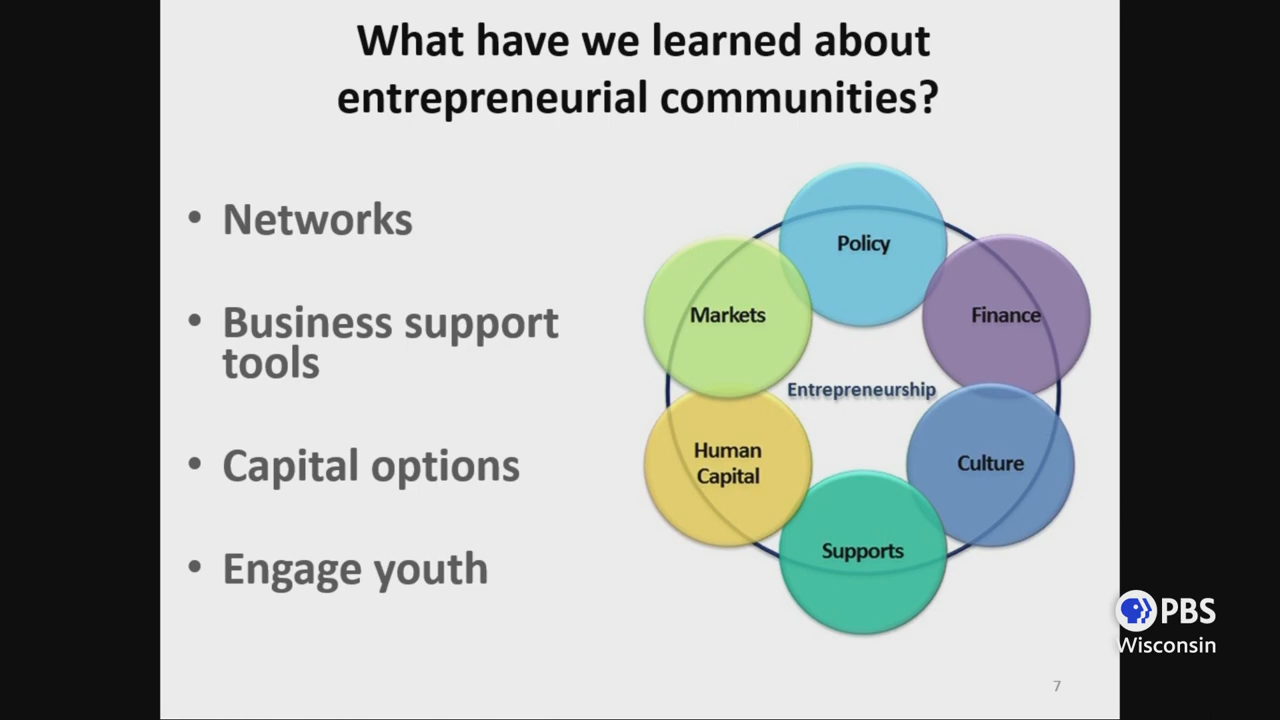 What have we learned about
entrepreneurial communities?
• Networks
• Business support
tools
• Capital options
• Engage youth
Policy
Markets
Finance
Entrepreneurship
Human
Capital
Culture
Supports
PBS
Wisconsin
7